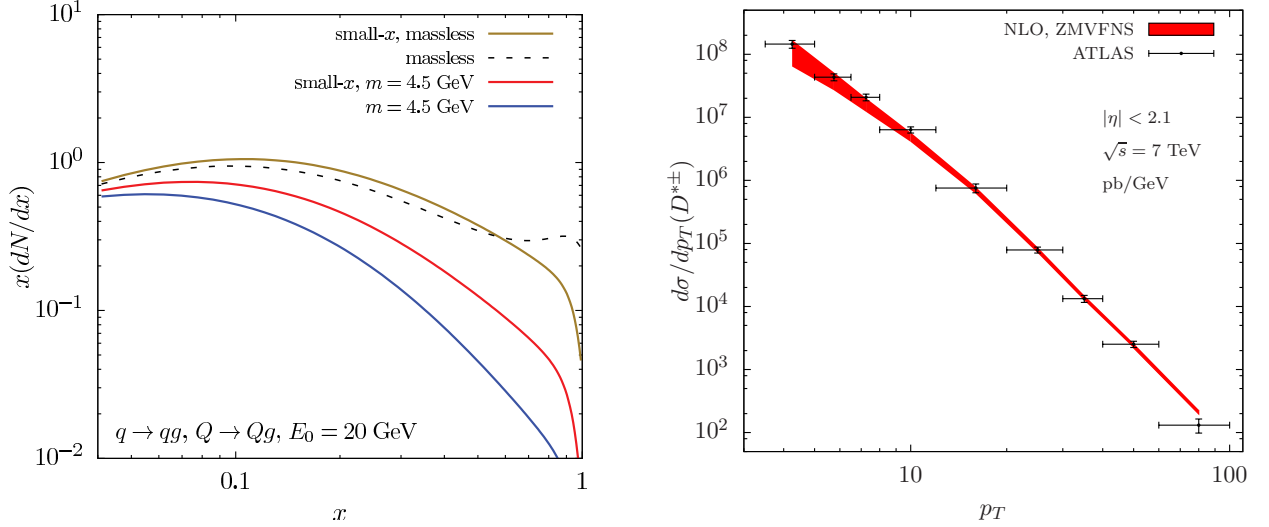 10^1
10^0
10^{-1}
10^{-2}
x(dN/dx)
small-x, massless
massless
small-x, m = 4.5 GeV
m = 4.5 GeV
q → qg, Q → Qg, E_0 = 20 GeV
0.1
1
x
10^8
10^7
10^6
10^5
10^4
10^3
10^2
dσ/dp_T(D^{*±})
NLO, ZMVFNS
ATLAS
|η| < 2.1
√s = 7 TeV
pb/GeV
10
100
p_T